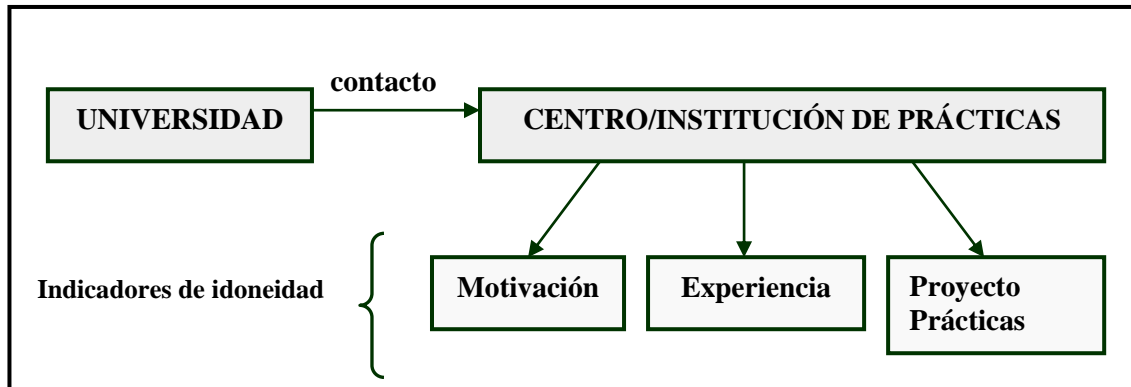 contacto
UNIVERSIDAD
CENTRO/INSTITUCIÓN DE PRÁCTICAS
Indicadores de idoneidad
Motivación
Experiencia
Proyecto
Prácticas